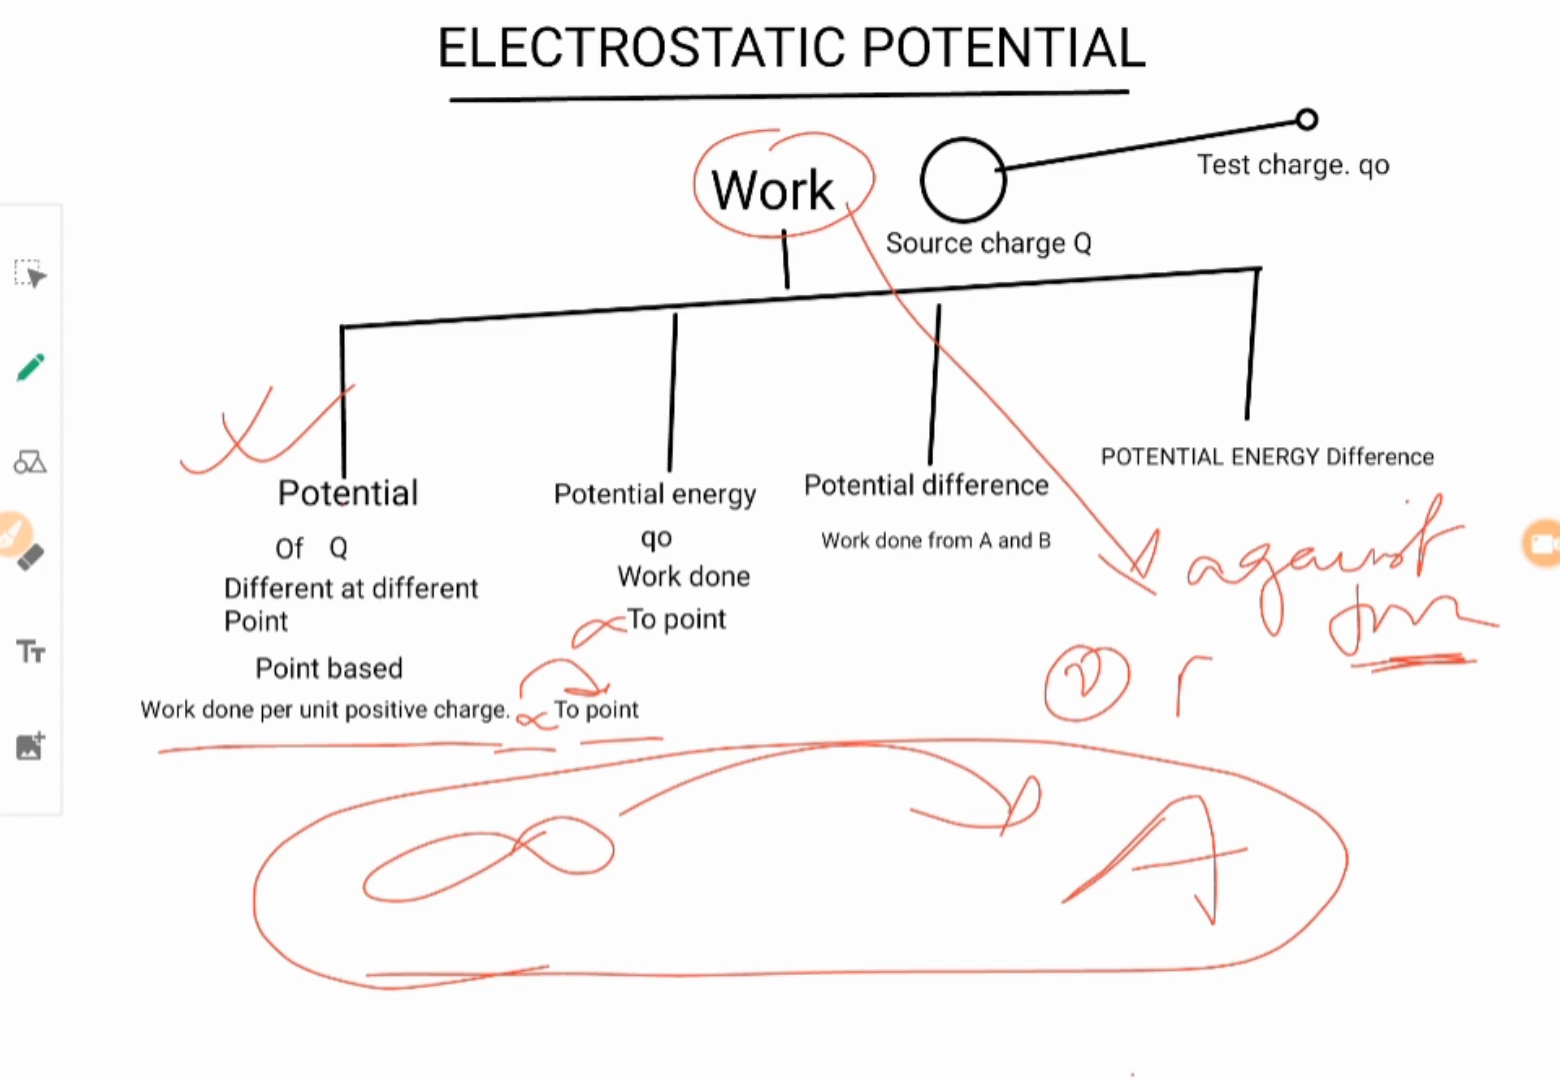 ELECTROSTATIC POTENTIAL
Work
Test charge. qo
Source charge Q
Potential
Potential energy
Potential difference
POTENTIAL ENERGY Difference
Of Q
qo
Work done from A and B
Different at different
Point
Work done
∝ To point
Point based
Work done per unit positive charge. ∝ To point
against
∞ A
TT